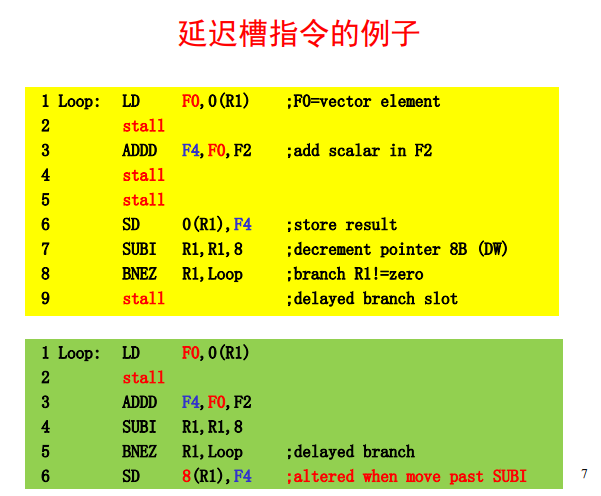 延迟槽指令的例子
1 Loop: LD F0,0(R1) ;F0=vector element
2 stall
3 ADDD F4,F0,F2 ;add scalar in F2
4 stall
5 stall
6 SD 0(R1),F4 ;store result
7 SUBI R1,R1,8 ;decrement pointer 8B (DW)
8 BNEZ R1,Loop ;branch R1!=zero
9 stall ;delayed branch slot
1 Loop: LD F0,0(R1)
2 stall
3 ADDD F4,F0,F2
4 SUBI R1,R1,8
5 BNEZ R1,Loop ;delayed branch
6 SD 8(R1),F4 ;altered when move past SUBI
7